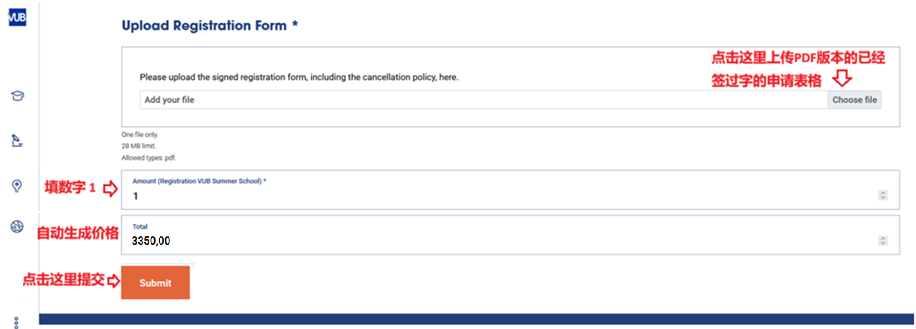 VUB
Upload Registration Form *
点击这里上传PDF版本的已经
签过字的申请表格
Please upload the signed registration form, including the cancellation policy, here.
Add your file
Choose file
One file only.
28 MB limit.
Allowed types: pdf.
填数字 1
Amount (Registration VUB Summer School) *
1
自动生成价格
Total
3350,00
点击这里提交
Submit